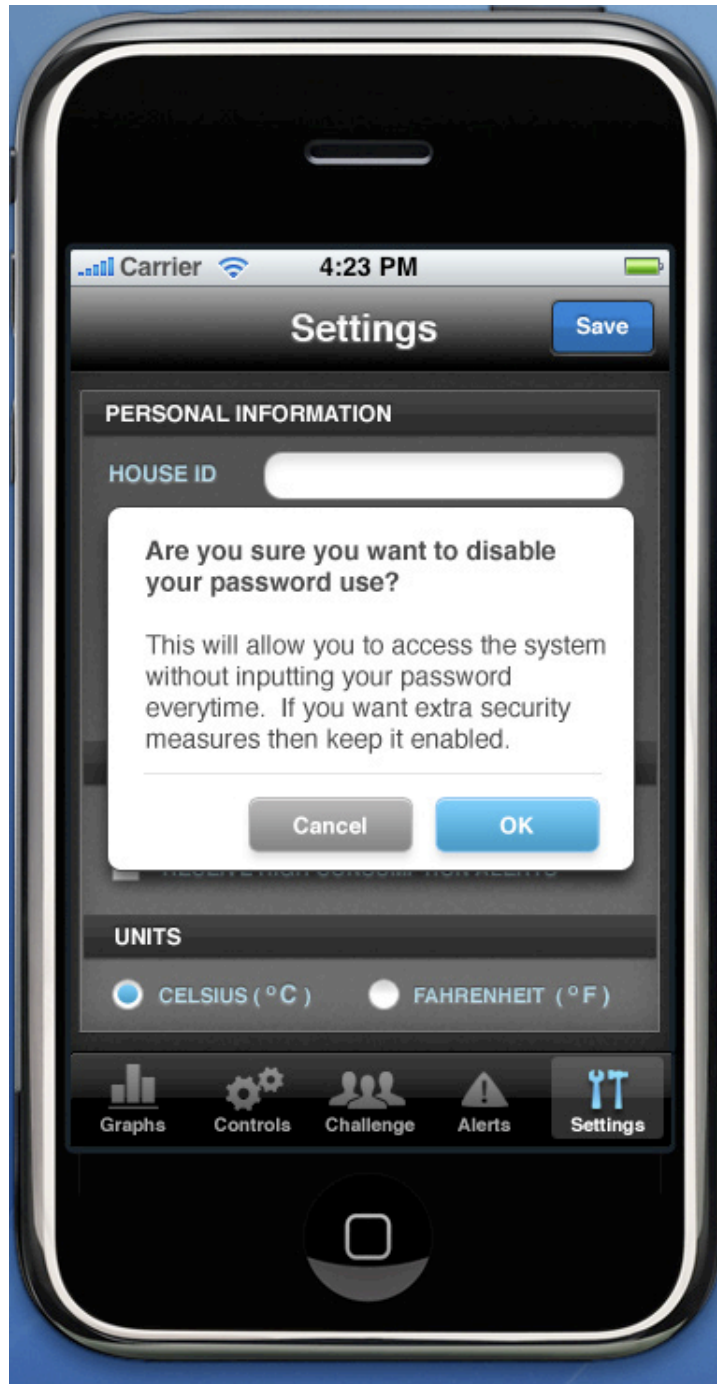 Carrier 4:23 PM
Settings Save
PERSONAL INFORMATION
HOUSE ID
Are you sure you want to disable
your password use?
This will allow you to access the system
without inputting your password
everytime. If you want extra security
measures then keep it enabled.
Cancel OK
UNITS
CELSIUS (°C) FAHRENHEIT (°F)
Graphs Controls Challenge Alerts Settings